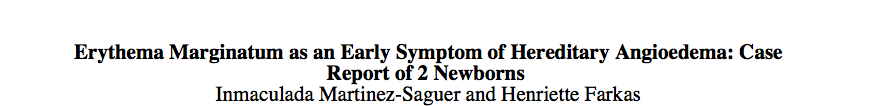 Erythema Marginatum as an Early Symptom of Hereditary Angioedema: Case
Report of 2 Newborns
Inmaculada Martinez-Saguer and Henriette Farkas